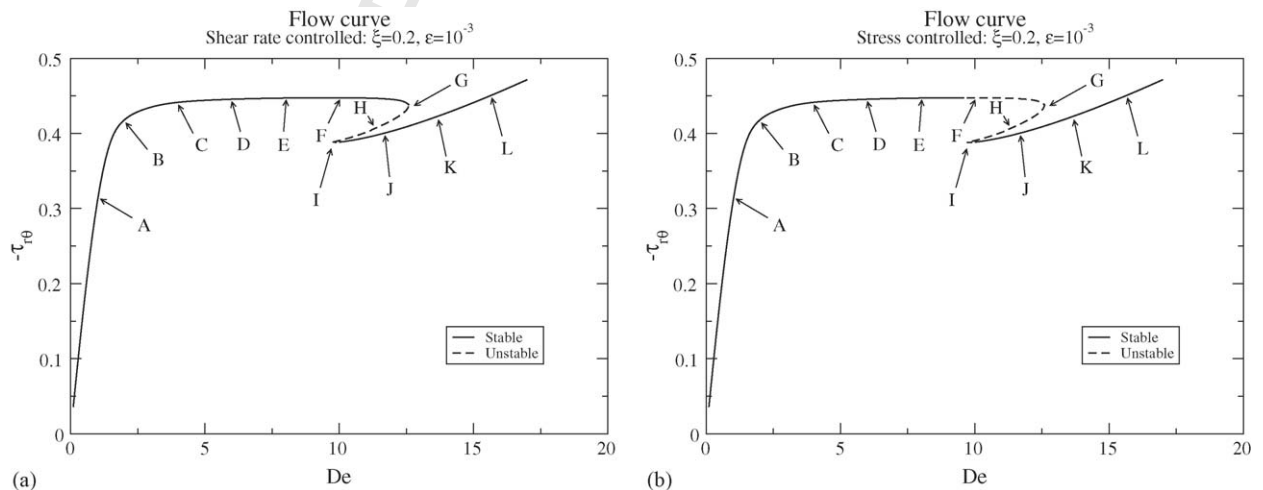 Flow curve
Shear rate controlled: ξ=0.2, ε=10⁻³
0.5
0.4
0.3
0.2
0.1
0
-τrθ
A
B
C
D
E
F
G
H
I
J
K
L
Stable
Unstable
0
5
10
15
20
De
(a)
Flow curve
Stress controlled: ξ=0.2, ε=10⁻³
0.5
0.4
0.3
0.2
0.1
0
-τrθ
A
B
C
D
E
F
G
H
I
J
K
L
Stable
Unstable
0
5
10
15
20
De
(b)